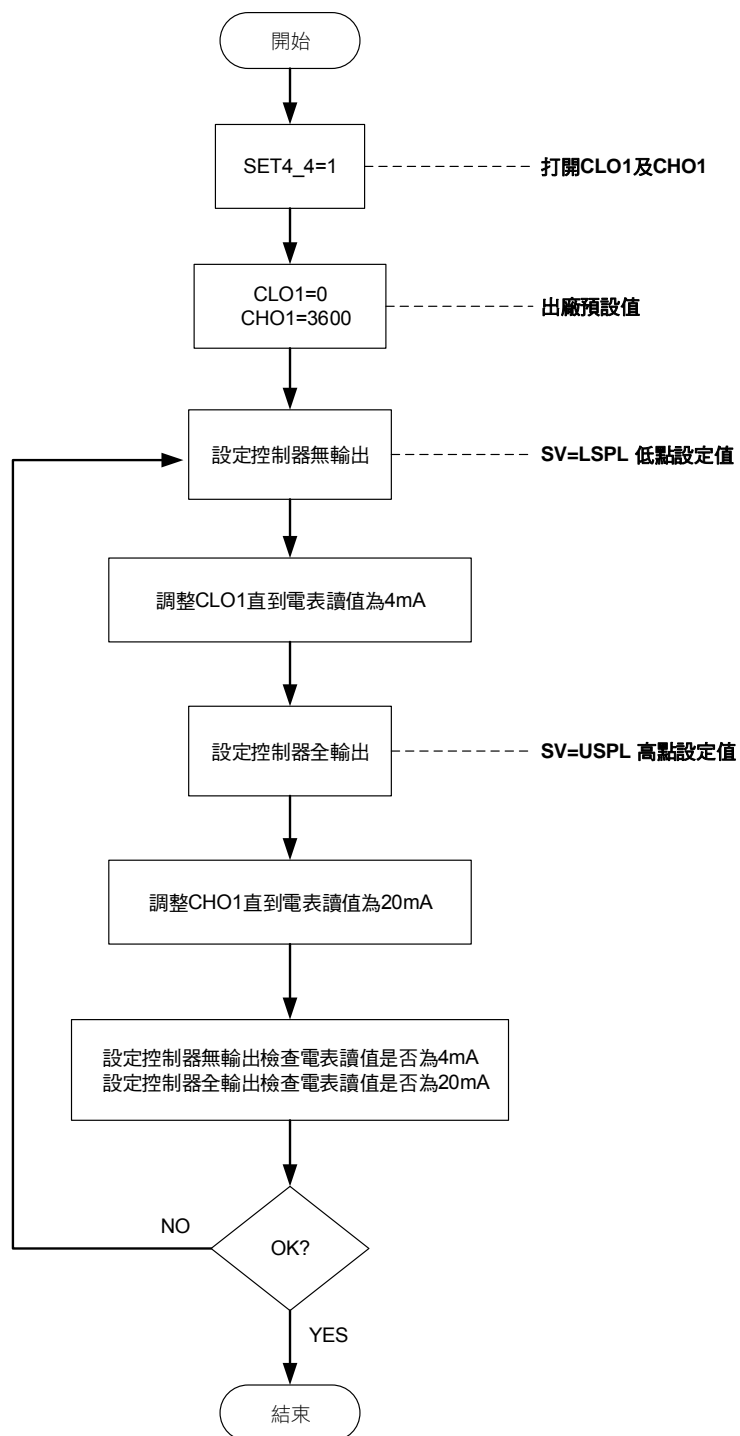 開始
SET4_4=1
打開CLO1及CHO1
CLO1=0
CHO1=3600
出廠預設值
設定控制器無輸出
SV=LSPL 低點設定值
調整CLO1直到電表讀值為4mA
設定控制器全輸出
SV=USPL 高點設定值
調整CHO1直到電表讀值為20mA
設定控制器無輸出檢查電表讀值是否為4mA
設定控制器全輸出檢查電表讀值是否為20mA
NO
OK?
YES
結束